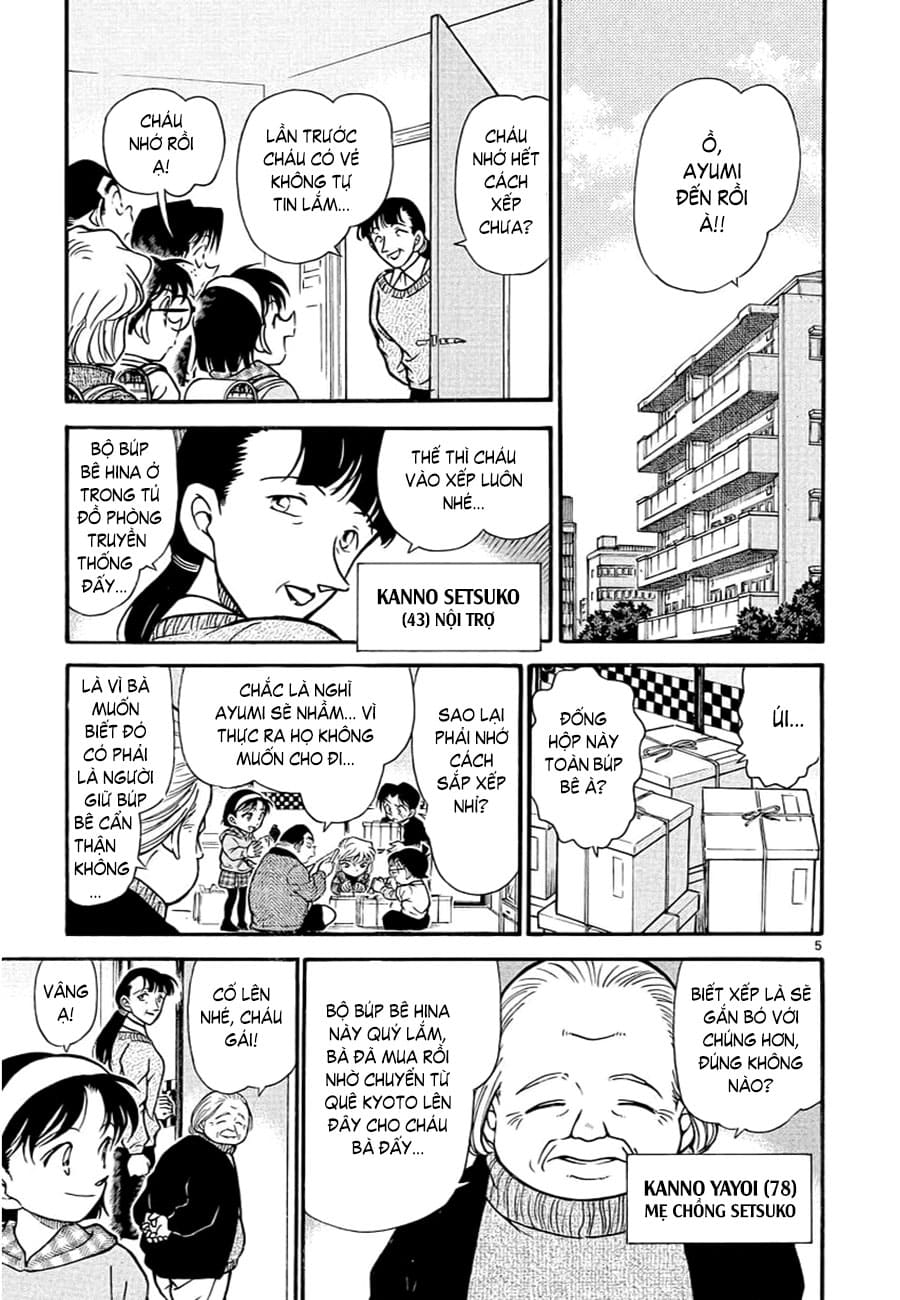 Ồ,
AYUMI
ĐẾN RỒI
À!!
CHÁU
NHỚ HẾT
CÁCH
XẾP
CHƯA?
LẦN TRƯỚC
CHÁU CÓ VẺ
KHÔNG TỰ
TIN LẮM...
CHÁU
NHỚ RỒI
Ạ!
THẾ THÌ CHÁU
VÀO XẾP LUÔN
NHÉ...
BỘ BÚP
BÊ HINA Ở
TRONG TỦ
ĐỒ PHÒNG
TRUYỀN
THỐNG
ĐẤY...
KANNO SETSUKO
(43) NỘI TRỢ
ÚI...
ĐỐNG
HỘP NÀY
TOÀN BÚP
BÊ À?
SAO LẠI
PHẢI NHỚ
CÁCH
SẮP XẾP
NHỈ?
CHẮC LÀ NGHĨ
AYUMI SẼ NHẦM... VÌ
THỰC RA HỌ KHÔNG
MUỐN CHO ĐI...
LÀ VÌ BÀ
MUỐN
BIẾT ĐÓ
CÓ PHẢI
LÀ NGƯỜI
GIỮ BÚP
BÊ CẨN
THẬN
KHÔNG
...
5
BIẾT XẾP LÀ SẼ
GẮN BÓ VỚI
CHÚNG HƠN,
ĐÚNG KHÔNG
NÀO?
BỘ BÚP BÊ HINA
NÀY QUÝ LẮM,
BÀ ĐÃ MUA RỒI
NHỜ CHUYỂN TỪ
QUÊ KYOTO LÊN
ĐÂY CHO CHÁU
BÀ ĐẤY...
KANNO YAYOI (78)
MẸ CHỒNG SETSUKO
CỐ LÊN
NHÉ, CHÁU
GÁI!
VÂNG
Ạ!